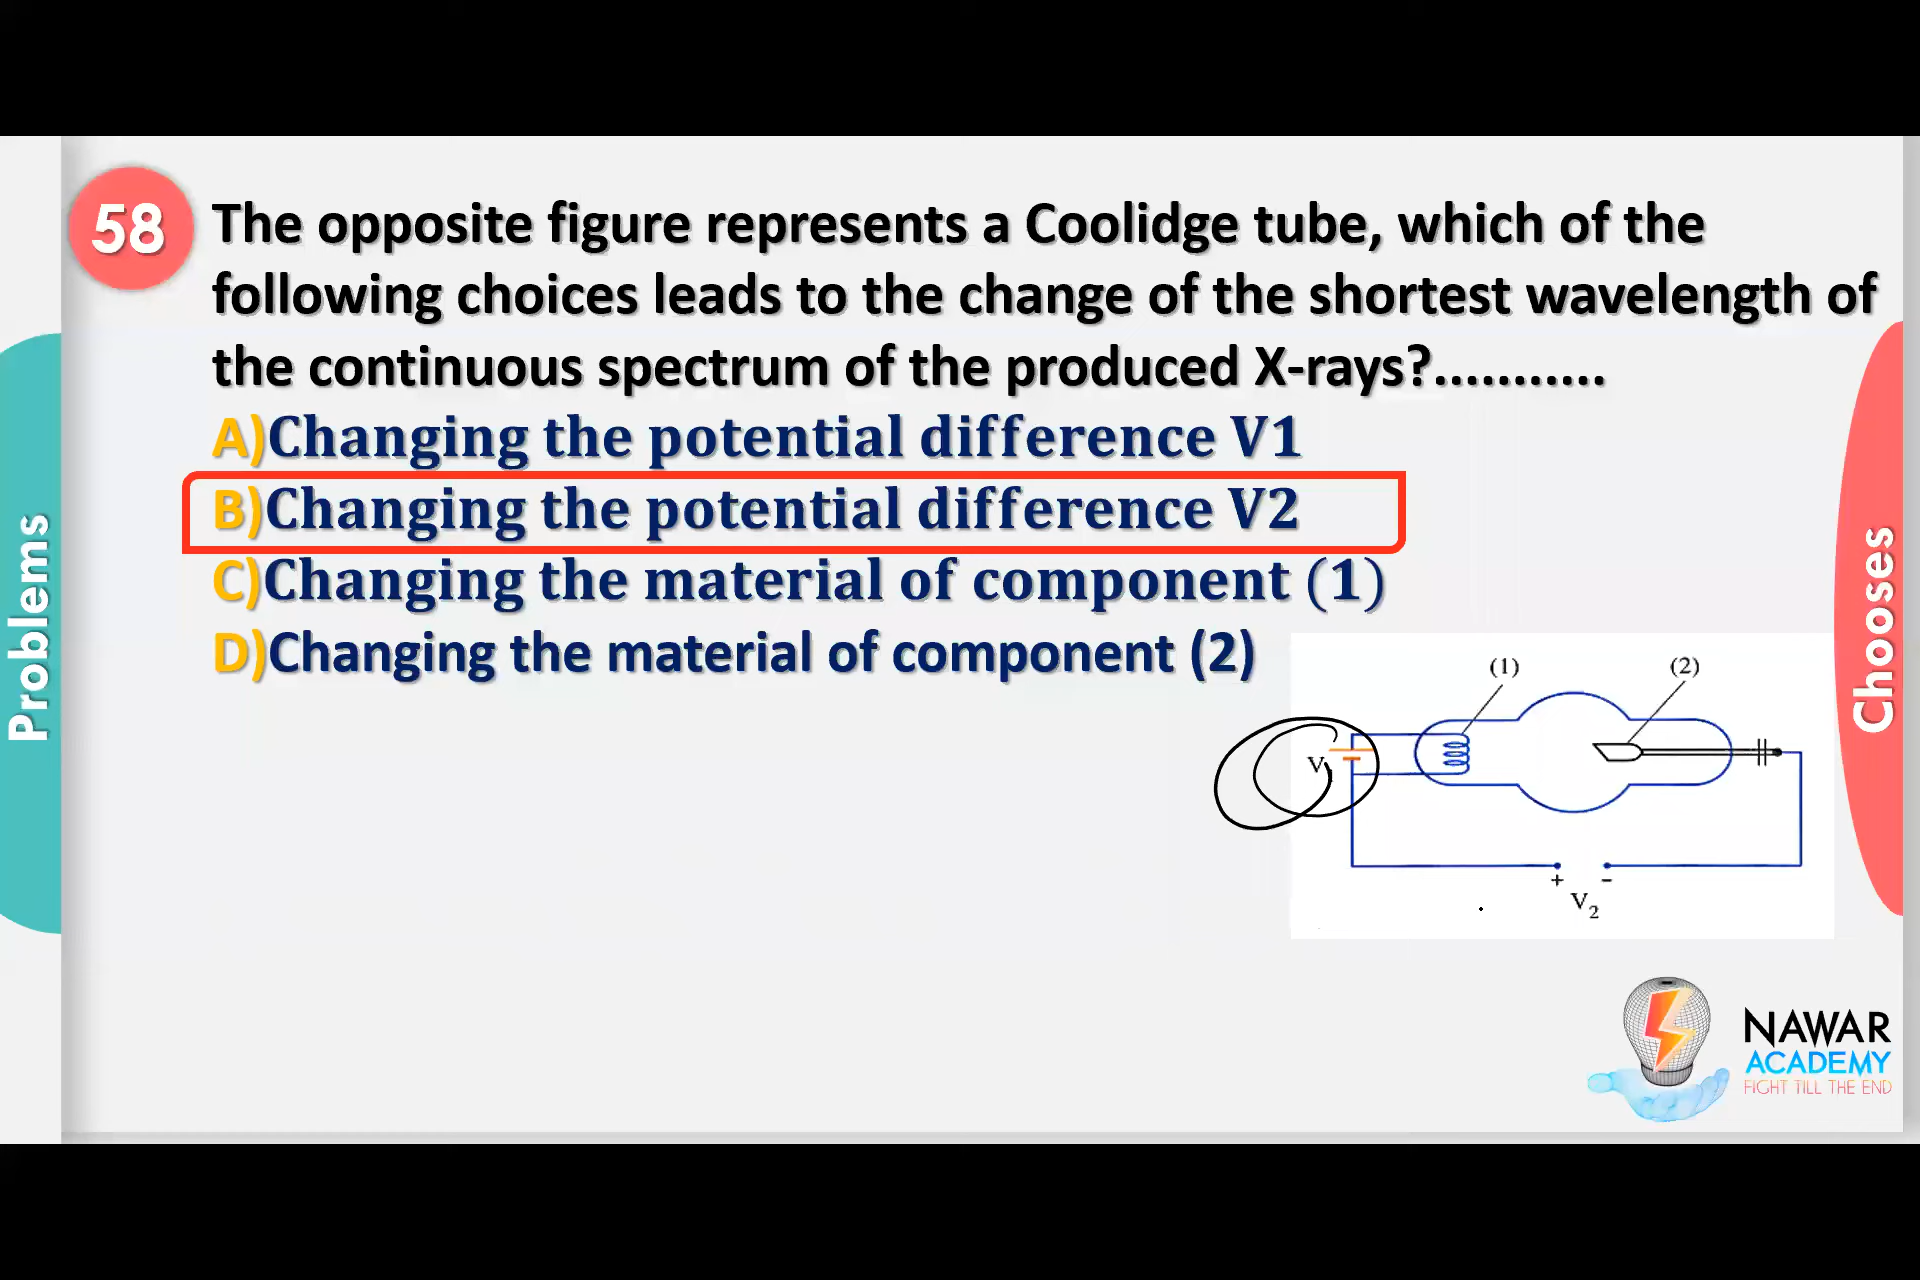 58
The opposite figure represents a Coolidge tube, which of the
following choices leads to the change of the shortest wavelength of
the continuous spectrum of the produced X-rays?...........
A)Changing the potential difference V1
B)Changing the potential difference V2
C)Changing the material of component (1)
D)Changing the material of component (2)
Problems
Chooses
(1)
(2)
V1
+
-
V2
NAWAR
ACADEMY
FIGHT TILL THE END